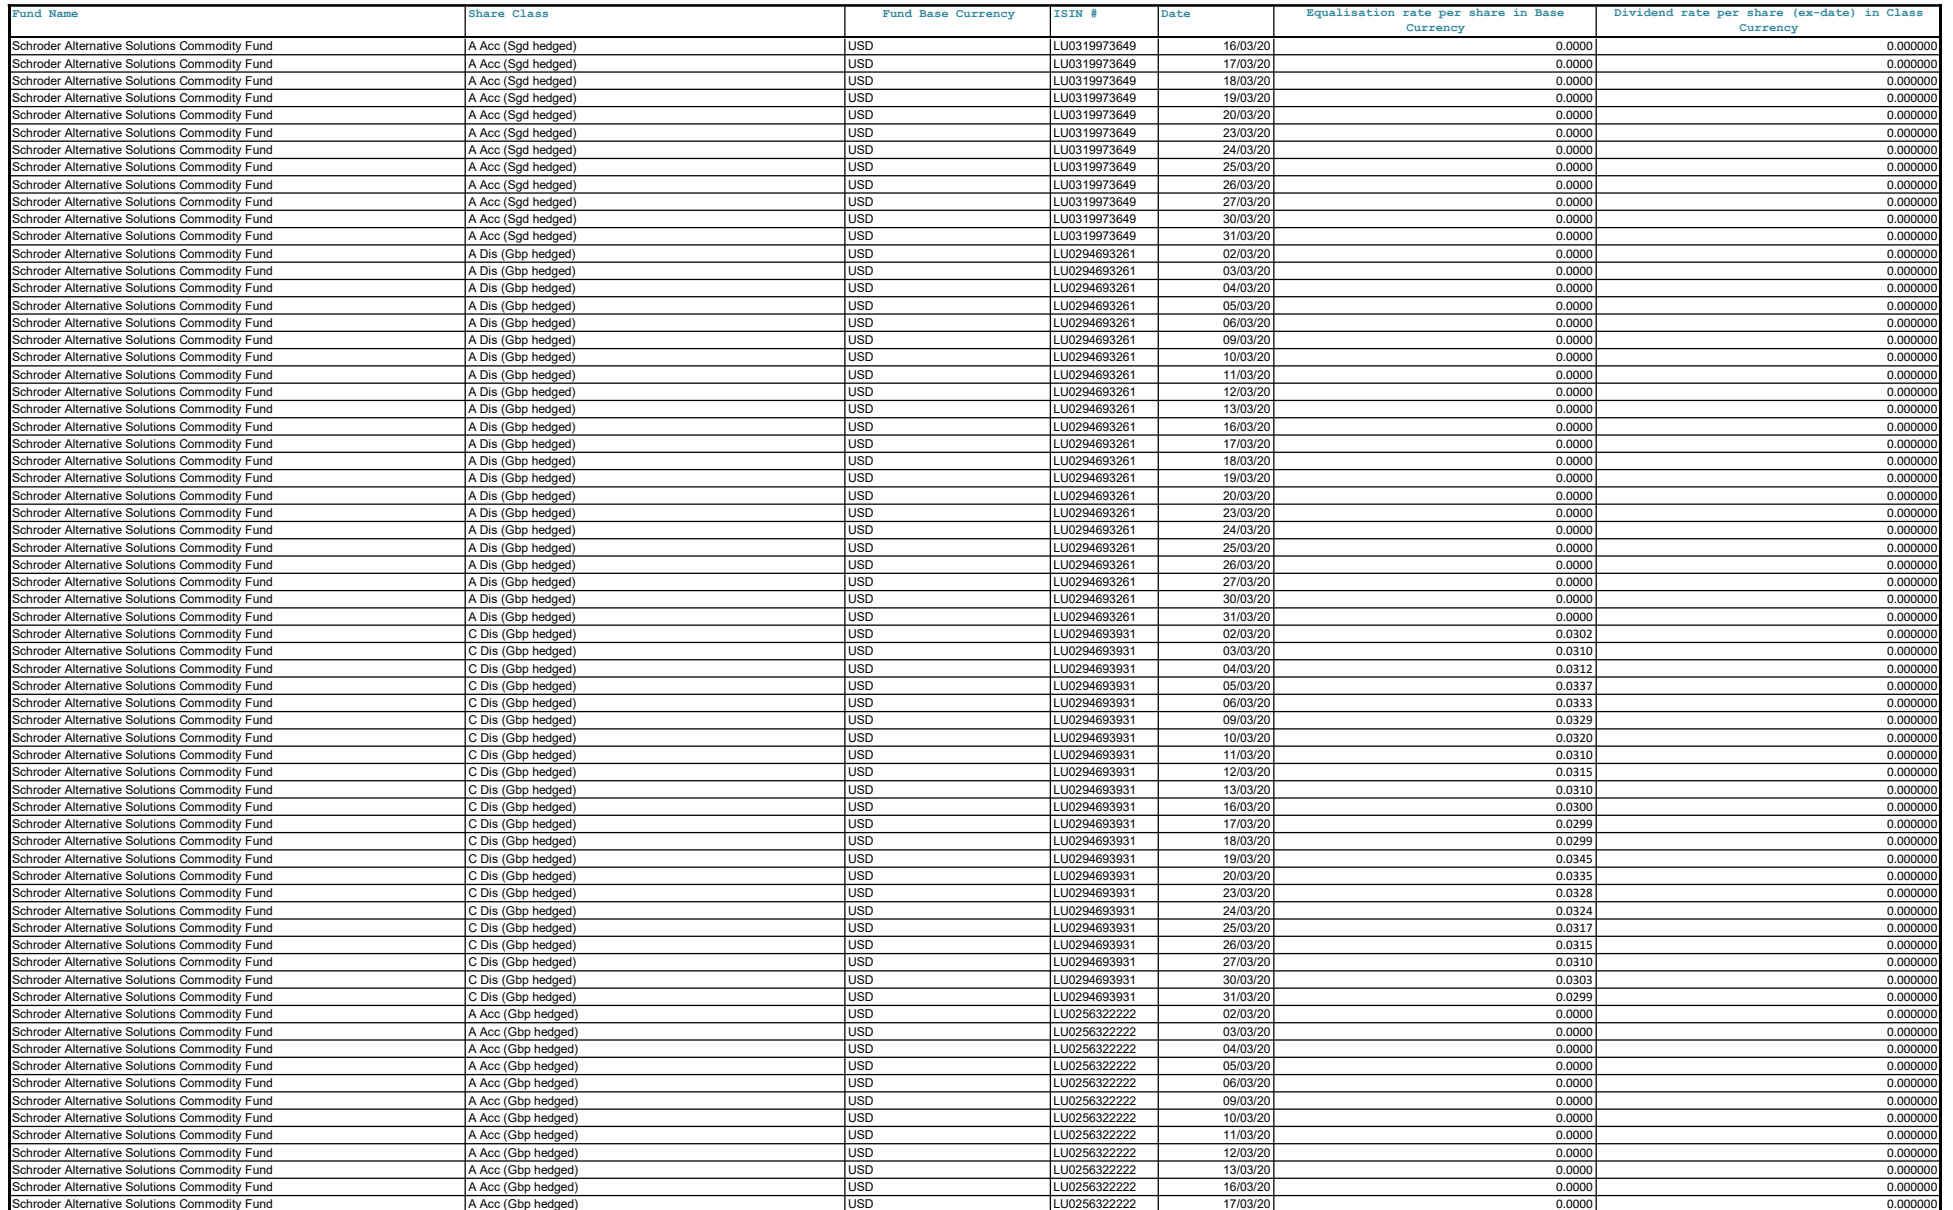 Fund Name Share Class Fund Base Currency ISIN # Date Equalisation rate per share in Base Currency Dividend rate per share (ex-date) in Class Currency
Schroder Alternative Solutions Commodity Fund A Acc (Sgd hedged) USD LU0319973649 16/03/20 0.0000 0.000000
Schroder Alternative Solutions Commodity Fund A Acc (Sgd hedged) USD LU0319973649 17/03/20 0.0000 0.000000
Schroder Alternative Solutions Commodity Fund A Acc (Sgd hedged) USD LU0319973649 18/03/20 0.0000 0.000000
Schroder Alternative Solutions Commodity Fund A Acc (Sgd hedged) USD LU0319973649 19/03/20 0.0000 0.000000
Schroder Alternative Solutions Commodity Fund A Acc (Sgd hedged) USD LU0319973649 20/03/20 0.0000 0.000000
Schroder Alternative Solutions Commodity Fund A Acc (Sgd hedged) USD LU0319973649 23/03/20 0.0000 0.000000
Schroder Alternative Solutions Commodity Fund A Acc (Sgd hedged) USD LU0319973649 24/03/20 0.0000 0.000000
Schroder Alternative Solutions Commodity Fund A Acc (Sgd hedged) USD LU0319973649 25/03/20 0.0000 0.000000
Schroder Alternative Solutions Commodity Fund A Acc (Sgd hedged) USD LU0319973649 26/03/20 0.0000 0.000000
Schroder Alternative Solutions Commodity Fund A Acc (Sgd hedged) USD LU0319973649 27/03/20 0.0000 0.000000
Schroder Alternative Solutions Commodity Fund A Acc (Sgd hedged) USD LU0319973649 30/03/20 0.0000 0.000000
Schroder Alternative Solutions Commodity Fund A Acc (Sgd hedged) USD LU0319973649 31/03/20 0.0000 0.000000
Schroder Alternative Solutions Commodity Fund A Dis (Gbp hedged) USD LU0294693261 02/03/20 0.0000 0.000000
Schroder Alternative Solutions Commodity Fund A Dis (Gbp hedged) USD LU0294693261 03/03/20 0.0000 0.000000
Schroder Alternative Solutions Commodity Fund A Dis (Gbp hedged) USD LU0294693261 04/03/20 0.0000 0.000000
Schroder Alternative Solutions Commodity Fund A Dis (Gbp hedged) USD LU0294693261 05/03/20 0.0000 0.000000
Schroder Alternative Solutions Commodity Fund A Dis (Gbp hedged) USD LU0294693261 06/03/20 0.0000 0.000000
Schroder Alternative Solutions Commodity Fund A Dis (Gbp hedged) USD LU0294693261 09/03/20 0.0000 0.000000
Schroder Alternative Solutions Commodity Fund A Dis (Gbp hedged) USD LU0294693261 10/03/20 0.0000 0.000000
Schroder Alternative Solutions Commodity Fund A Dis (Gbp hedged) USD LU0294693261 11/03/20 0.0000 0.000000
Schroder Alternative Solutions Commodity Fund A Dis (Gbp hedged) USD LU0294693261 12/03/20 0.0000 0.000000
Schroder Alternative Solutions Commodity Fund A Dis (Gbp hedged) USD LU0294693261 13/03/20 0.0000 0.000000
Schroder Alternative Solutions Commodity Fund A Dis (Gbp hedged) USD LU0294693261 16/03/20 0.0000 0.000000
Schroder Alternative Solutions Commodity Fund A Dis (Gbp hedged) USD LU0294693261 17/03/20 0.0000 0.000000
Schroder Alternative Solutions Commodity Fund A Dis (Gbp hedged) USD LU0294693261 18/03/20 0.0000 0.000000
Schroder Alternative Solutions Commodity Fund A Dis (Gbp hedged) USD LU0294693261 19/03/20 0.0000 0.000000
Schroder Alternative Solutions Commodity Fund A Dis (Gbp hedged) USD LU0294693261 20/03/20 0.0000 0.000000
Schroder Alternative Solutions Commodity Fund A Dis (Gbp hedged) USD LU0294693261 23/03/20 0.0000 0.000000
Schroder Alternative Solutions Commodity Fund A Dis (Gbp hedged) USD LU0294693261 24/03/20 0.0000 0.000000
Schroder Alternative Solutions Commodity Fund A Dis (Gbp hedged) USD LU0294693261 25/03/20 0.0000 0.000000
Schroder Alternative Solutions Commodity Fund A Dis (Gbp hedged) USD LU0294693261 26/03/20 0.0000 0.000000
Schroder Alternative Solutions Commodity Fund A Dis (Gbp hedged) USD LU0294693261 27/03/20 0.0000 0.000000
Schroder Alternative Solutions Commodity Fund A Dis (Gbp hedged) USD LU0294693261 30/03/20 0.0000 0.000000
Schroder Alternative Solutions Commodity Fund A Dis (Gbp hedged) USD LU0294693261 31/03/20 0.0000 0.000000
Schroder Alternative Solutions Commodity Fund C Dis (Gbp hedged) USD LU0294693931 02/03/20 0.0302 0.000000
Schroder Alternative Solutions Commodity Fund C Dis (Gbp hedged) USD LU0294693931 03/03/20 0.0310 0.000000
Schroder Alternative Solutions Commodity Fund C Dis (Gbp hedged) USD LU0294693931 04/03/20 0.0312 0.000000
Schroder Alternative Solutions Commodity Fund C Dis (Gbp hedged) USD LU0294693931 05/03/20 0.0337 0.000000
Schroder Alternative Solutions Commodity Fund C Dis (Gbp hedged) USD LU0294693931 06/03/20 0.0333 0.000000
Schroder Alternative Solutions Commodity Fund C Dis (Gbp hedged) USD LU0294693931 09/03/20 0.0329 0.000000
Schroder Alternative Solutions Commodity Fund C Dis (Gbp hedged) USD LU0294693931 10/03/20 0.0320 0.000000
Schroder Alternative Solutions Commodity Fund C Dis (Gbp hedged) USD LU0294693931 11/03/20 0.0310 0.000000
Schroder Alternative Solutions Commodity Fund C Dis (Gbp hedged) USD LU0294693931 12/03/20 0.0315 0.000000
Schroder Alternative Solutions Commodity Fund C Dis (Gbp hedged) USD LU0294693931 13/03/20 0.0310 0.000000
Schroder Alternative Solutions Commodity Fund C Dis (Gbp hedged) USD LU0294693931 16/03/20 0.0300 0.000000
Schroder Alternative Solutions Commodity Fund C Dis (Gbp hedged) USD LU0294693931 17/03/20 0.0299 0.000000
Schroder Alternative Solutions Commodity Fund C Dis (Gbp hedged) USD LU0294693931 18/03/20 0.0299 0.000000
Schroder Alternative Solutions Commodity Fund C Dis (Gbp hedged) USD LU0294693931 19/03/20 0.0345 0.000000
Schroder Alternative Solutions Commodity Fund C Dis (Gbp hedged) USD LU0294693931 20/03/20 0.0335 0.000000
Schroder Alternative Solutions Commodity Fund C Dis (Gbp hedged) USD LU0294693931 23/03/20 0.0328 0.000000
Schroder Alternative Solutions Commodity Fund C Dis (Gbp hedged) USD LU0294693931 24/03/20 0.0324 0.000000
Schroder Alternative Solutions Commodity Fund C Dis (Gbp hedged) USD LU0294693931 25/03/20 0.0317 0.000000
Schroder Alternative Solutions Commodity Fund C Dis (Gbp hedged) USD LU0294693931 26/03/20 0.0315 0.000000
Schroder Alternative Solutions Commodity Fund C Dis (Gbp hedged) USD LU0294693931 27/03/20 0.0310 0.000000
Schroder Alternative Solutions Commodity Fund C Dis (Gbp hedged) USD LU0294693931 30/03/20 0.0303 0.000000
Schroder Alternative Solutions Commodity Fund C Dis (Gbp hedged) USD LU0294693931 31/03/20 0.0299 0.000000
Schroder Alternative Solutions Commodity Fund A Acc (Gbp hedged) USD LU0256322222 02/03/20 0.0000 0.000000
Schroder Alternative Solutions Commodity Fund A Acc (Gbp hedged) USD LU0256322222 03/03/20 0.0000 0.000000
Schroder Alternative Solutions Commodity Fund A Acc (Gbp hedged) USD LU0256322222 04/03/20 0.0000 0.000000
Schroder Alternative Solutions Commodity Fund A Acc (Gbp hedged) USD LU0256322222 05/03/20 0.0000 0.000000
Schroder Alternative Solutions Commodity Fund A Acc (Gbp hedged) USD LU0256322222 06/03/20 0.0000 0.000000
Schroder Alternative Solutions Commodity Fund A Acc (Gbp hedged) USD LU0256322222 09/03/20 0.0000 0.000000
Schroder Alternative Solutions Commodity Fund A Acc (Gbp hedged) USD LU0256322222 10/03/20 0.0000 0.000000
Schroder Alternative Solutions Commodity Fund A Acc (Gbp hedged) USD LU0256322222 11/03/20 0.0000 0.000000
Schroder Alternative Solutions Commodity Fund A Acc (Gbp hedged) USD LU0256322222 12/03/20 0.0000 0.000000
Schroder Alternative Solutions Commodity Fund A Acc (Gbp hedged) USD LU0256322222 13/03/20 0.0000 0.000000
Schroder Alternative Solutions Commodity Fund A Acc (Gbp hedged) USD LU0256322222 16/03/20 0.0000 0.000000
Schroder Alternative Solutions Commodity Fund A Acc (Gbp hedged) USD LU0256322222 17/03/20 0.0000 0.000000